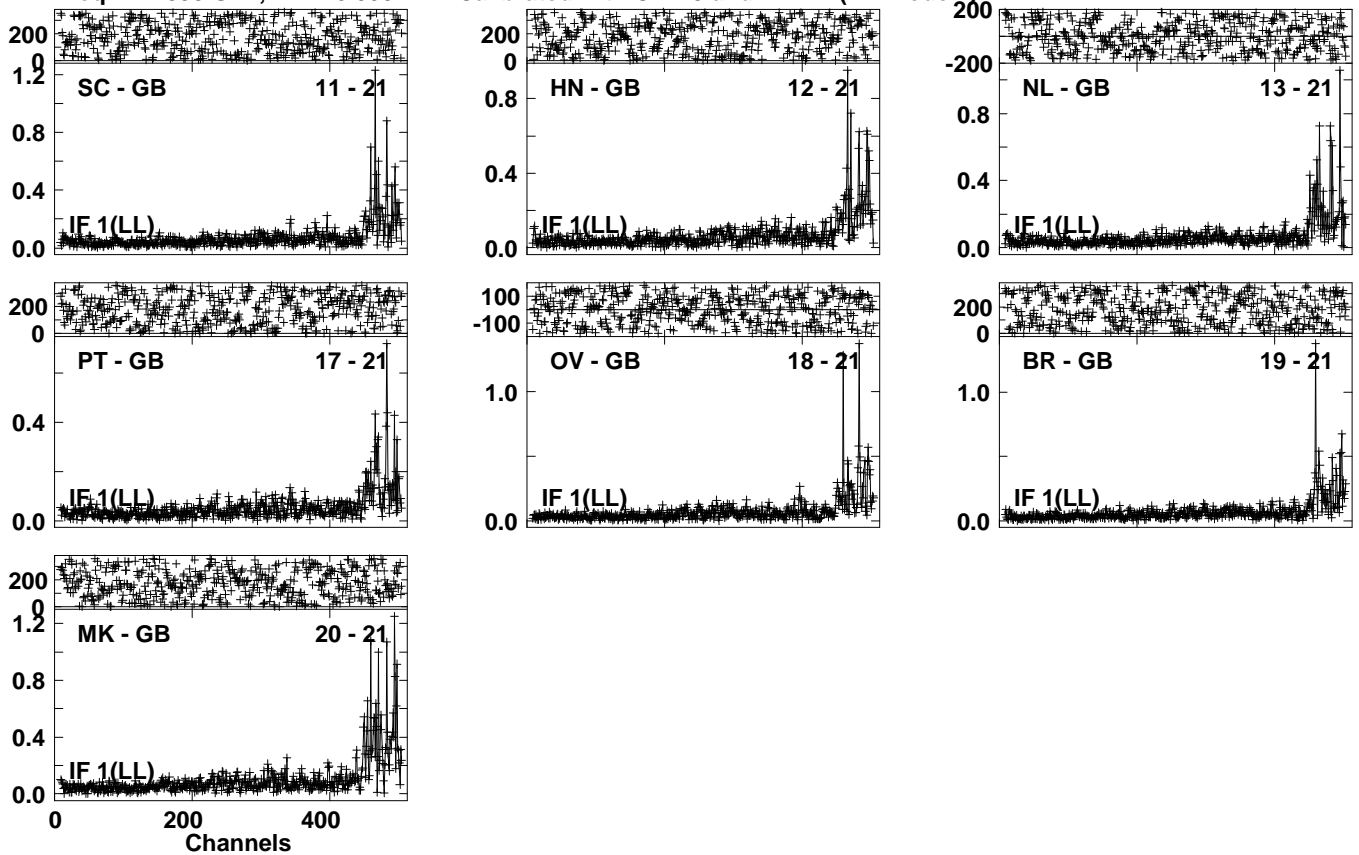 200
0
200
0
200
-200
SC - GB 11 - 21
HN - GB 12 - 21
NL - GB 13 - 21
1.2
0.8
0.4
0.0
IF 1(LL)
0.8
0.4
0.0
IF 1(LL)
0.8
0.4
0.0
IF 1(LL)
200
0
100
-100
200
0
PT - GB 17 - 21
OV - GB 18 - 21
BR - GB 19 - 21
0.4
0.0
IF 1(LL)
1.0
0.0
IF 1(LL)
1.0
0.0
IF 1(LL)
200
0
MK - GB 20 - 21
1.2
0.8
0.4
0.0
IF 1(LL)
0 200 400
Channels